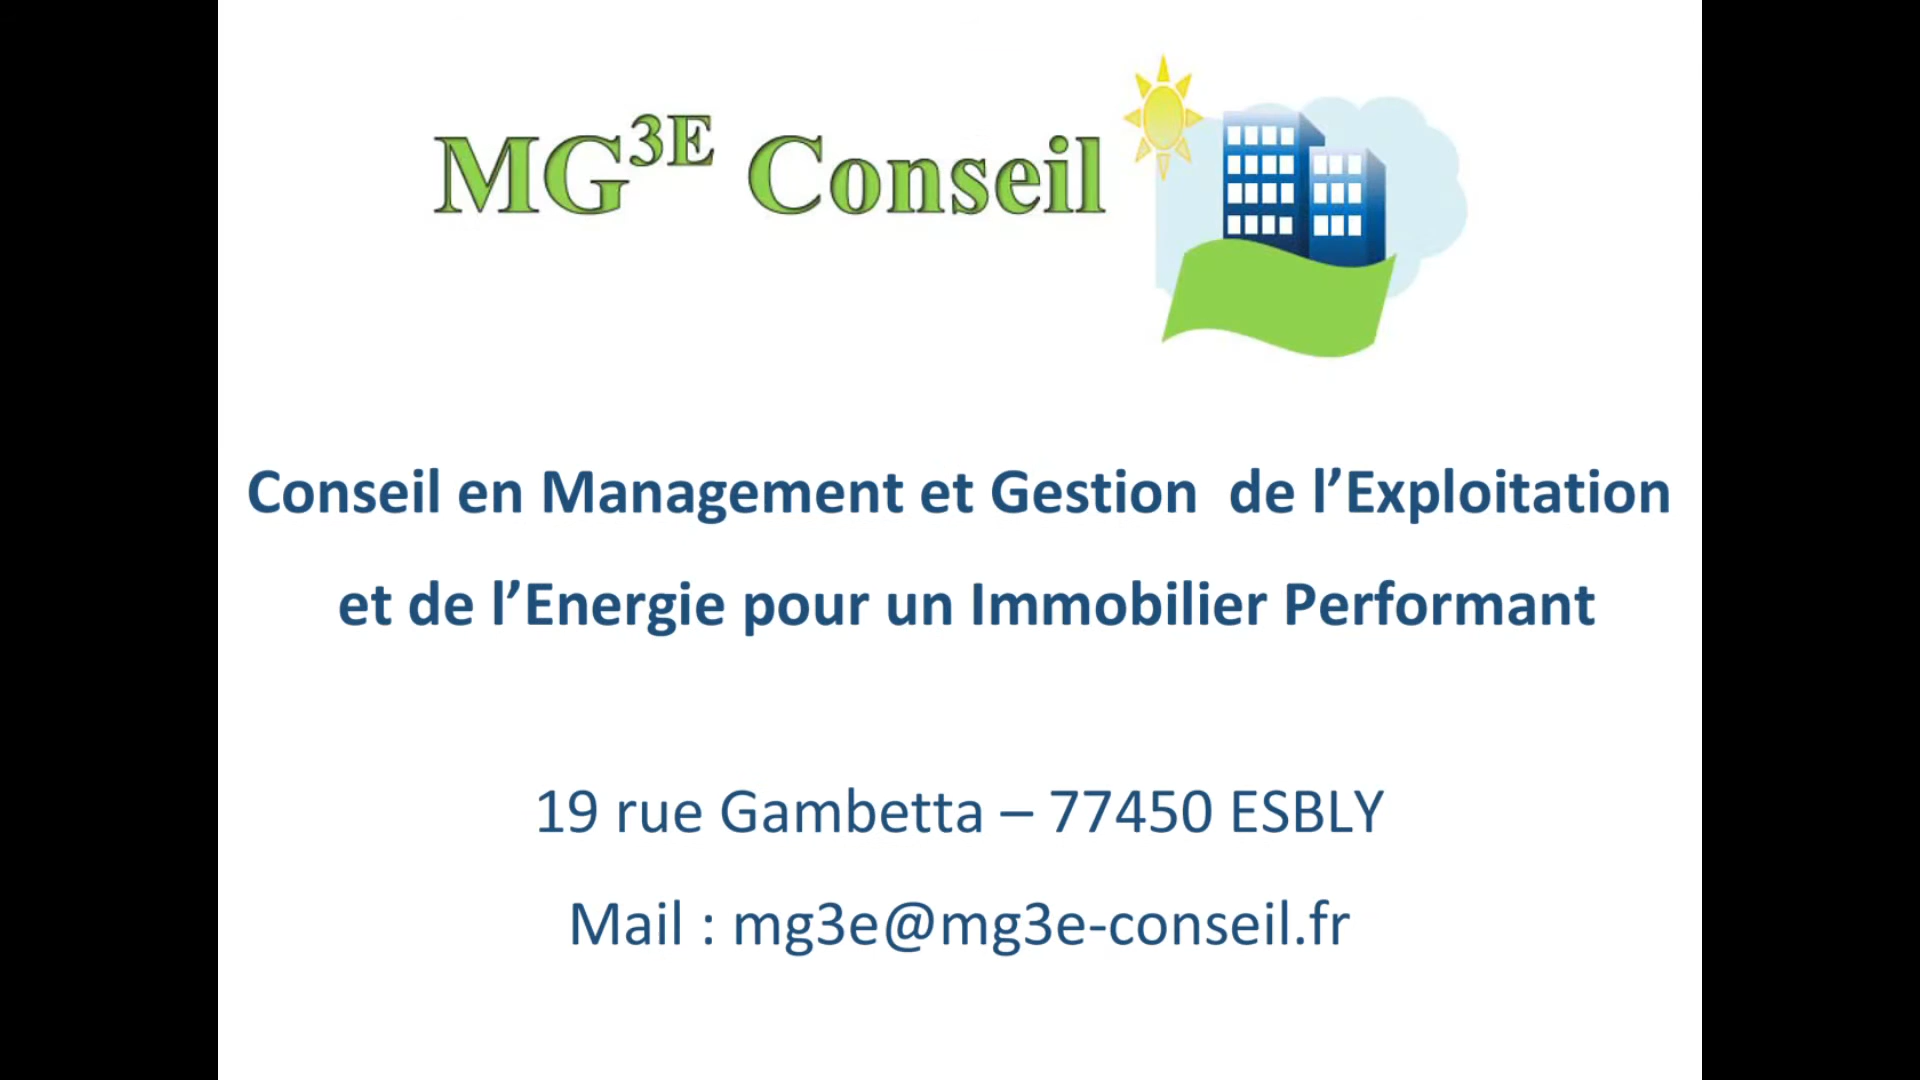 MG3E Conseil
Conseil en Management et Gestion  de l’Exploitation
et de l’Energie pour un Immobilier Performant
19 rue Gambetta – 77450 ESBLY
Mail : mg3e@mg3e-conseil.fr